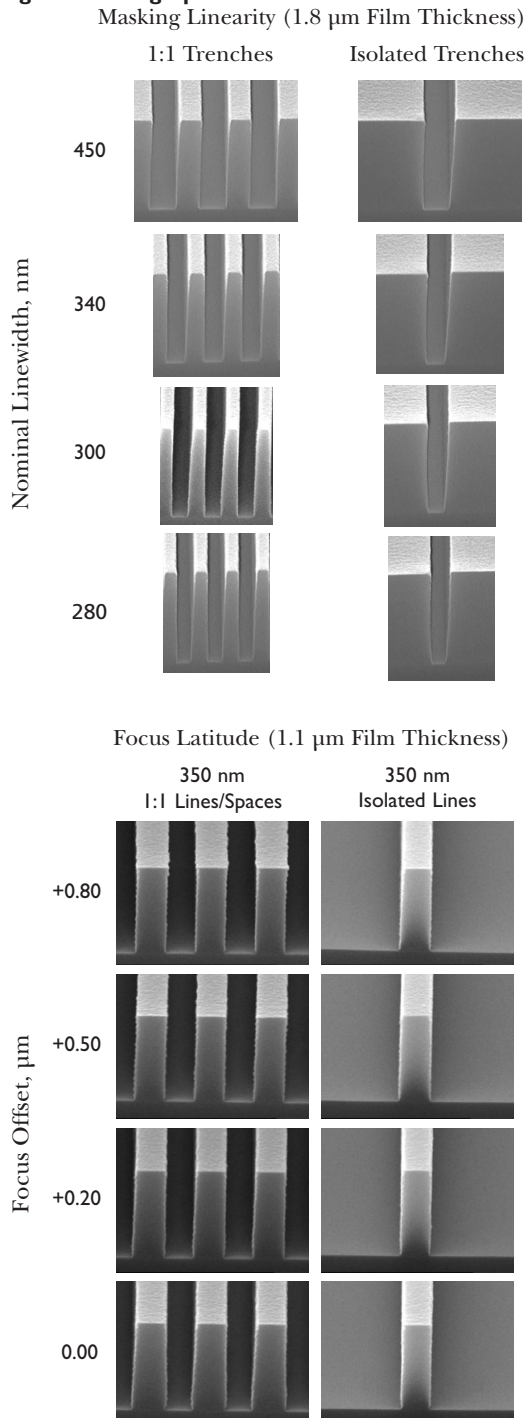 Masking Linearity (1.8 µm Film Thickness)
1:1 Trenches
Isolated Trenches
450
340
300
280
Nominal Linewidth, nm
Focus Latitude (1.1 µm Film Thickness)
350 nm
1:1 Lines/Spaces
350 nm
Isolated Lines
+0.80
+0.50
+0.20
0.00
Focus Offset, µm